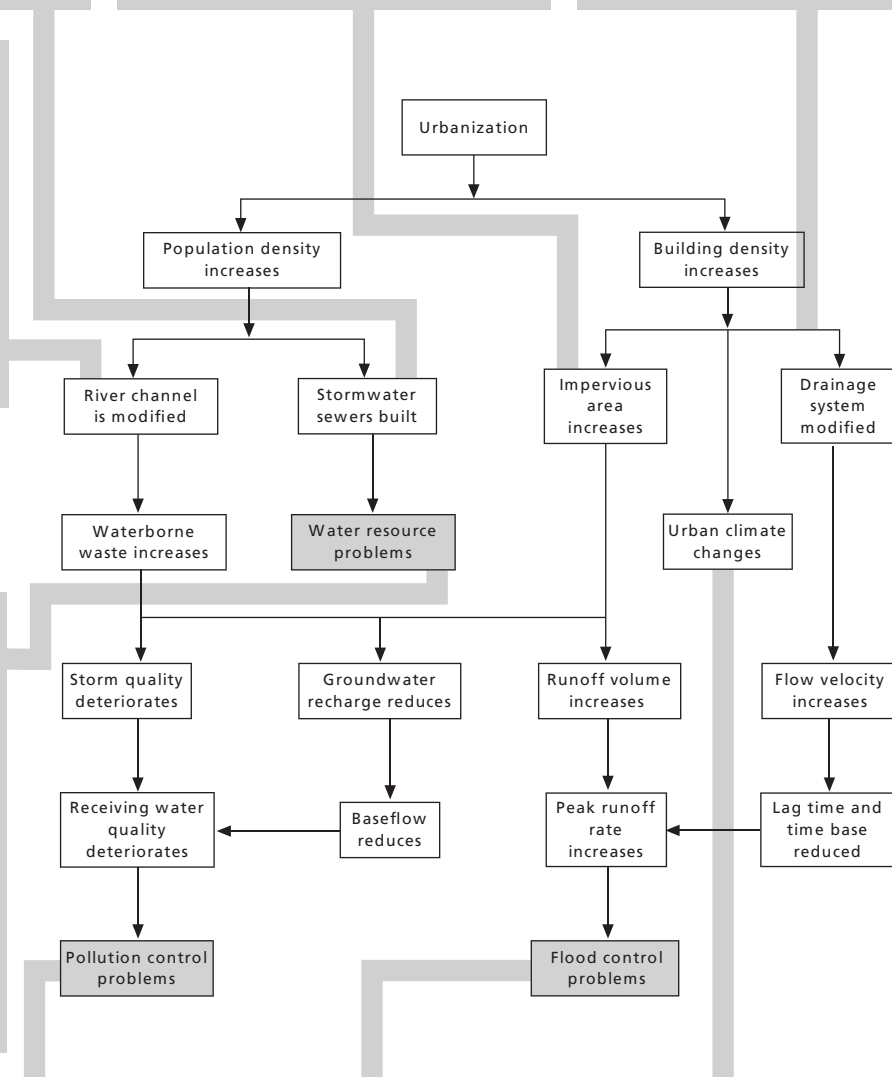 Urbanization
Population density
increases
Building density
increases
River channel
is modified
Stormwater
sewers built
Impervious
area
increases
Drainage
system
modified
Waterborne
waste increases
Water resource
problems
Urban climate
changes
Storm quality
deteriorates
Groundwater
recharge reduces
Runoff volume
increases
Flow velocity
increases
Receiving water
quality
deteriorates
Baseflow
reduces
Peak runoff
rate
increases
Lag time and
time base
reduced
Pollution control
problems
Flood control
problems